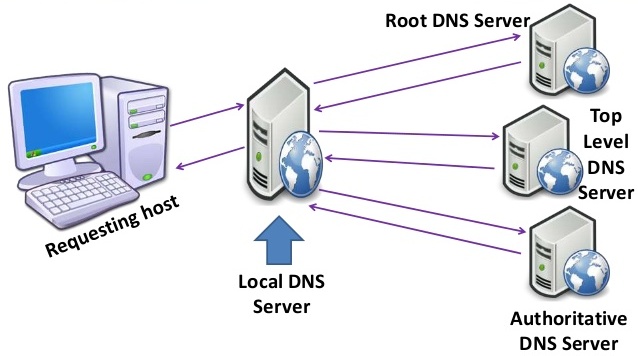 Root DNS Server
Top
Level
DNS
Server
Requesting host
Local DNS
Server
Authoritative
DNS Server